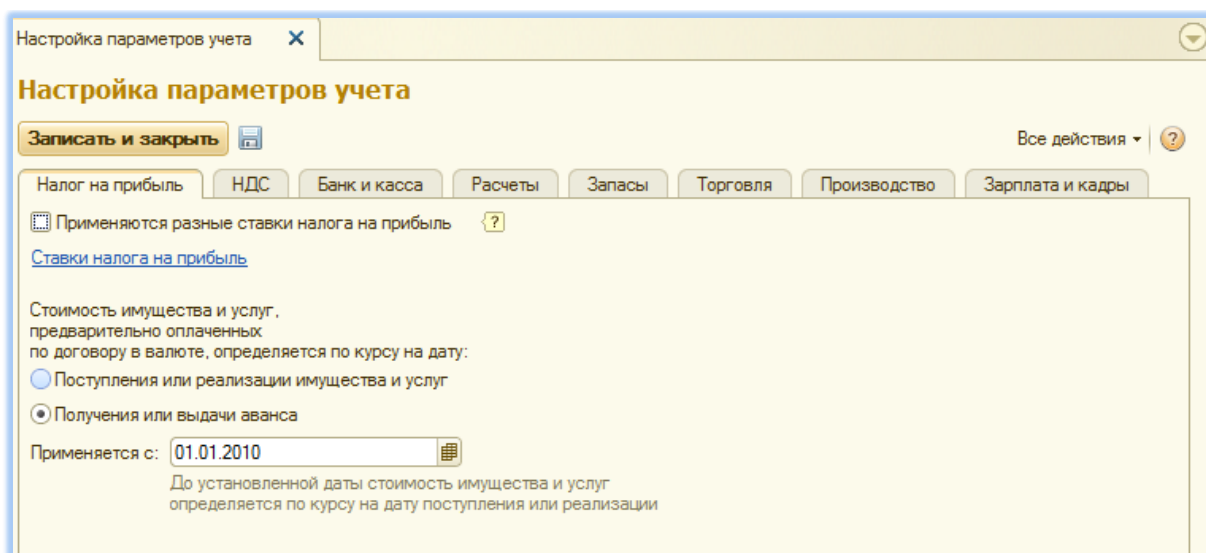 Настройка параметров учета
Настройка параметров учета
Записать и закрыть Все действия ?
Налог на прибыль НДС Банк и касса Расчеты Запасы Торговля Производство Зарплата и кадры
Применяются разные ставки налога на прибыль ?
Ставки налога на прибыль
Стоимость имущества и услуг,
предварительно оплаченных
по договору в валюте, определяется по курсу на дату:
Поступления или реализации имущества и услуг
Получения или выдачи аванса
Применяется с: 01.01.2010
До установленной даты стоимость имущества и услуг
определяется по курсу на дату поступления или реализации